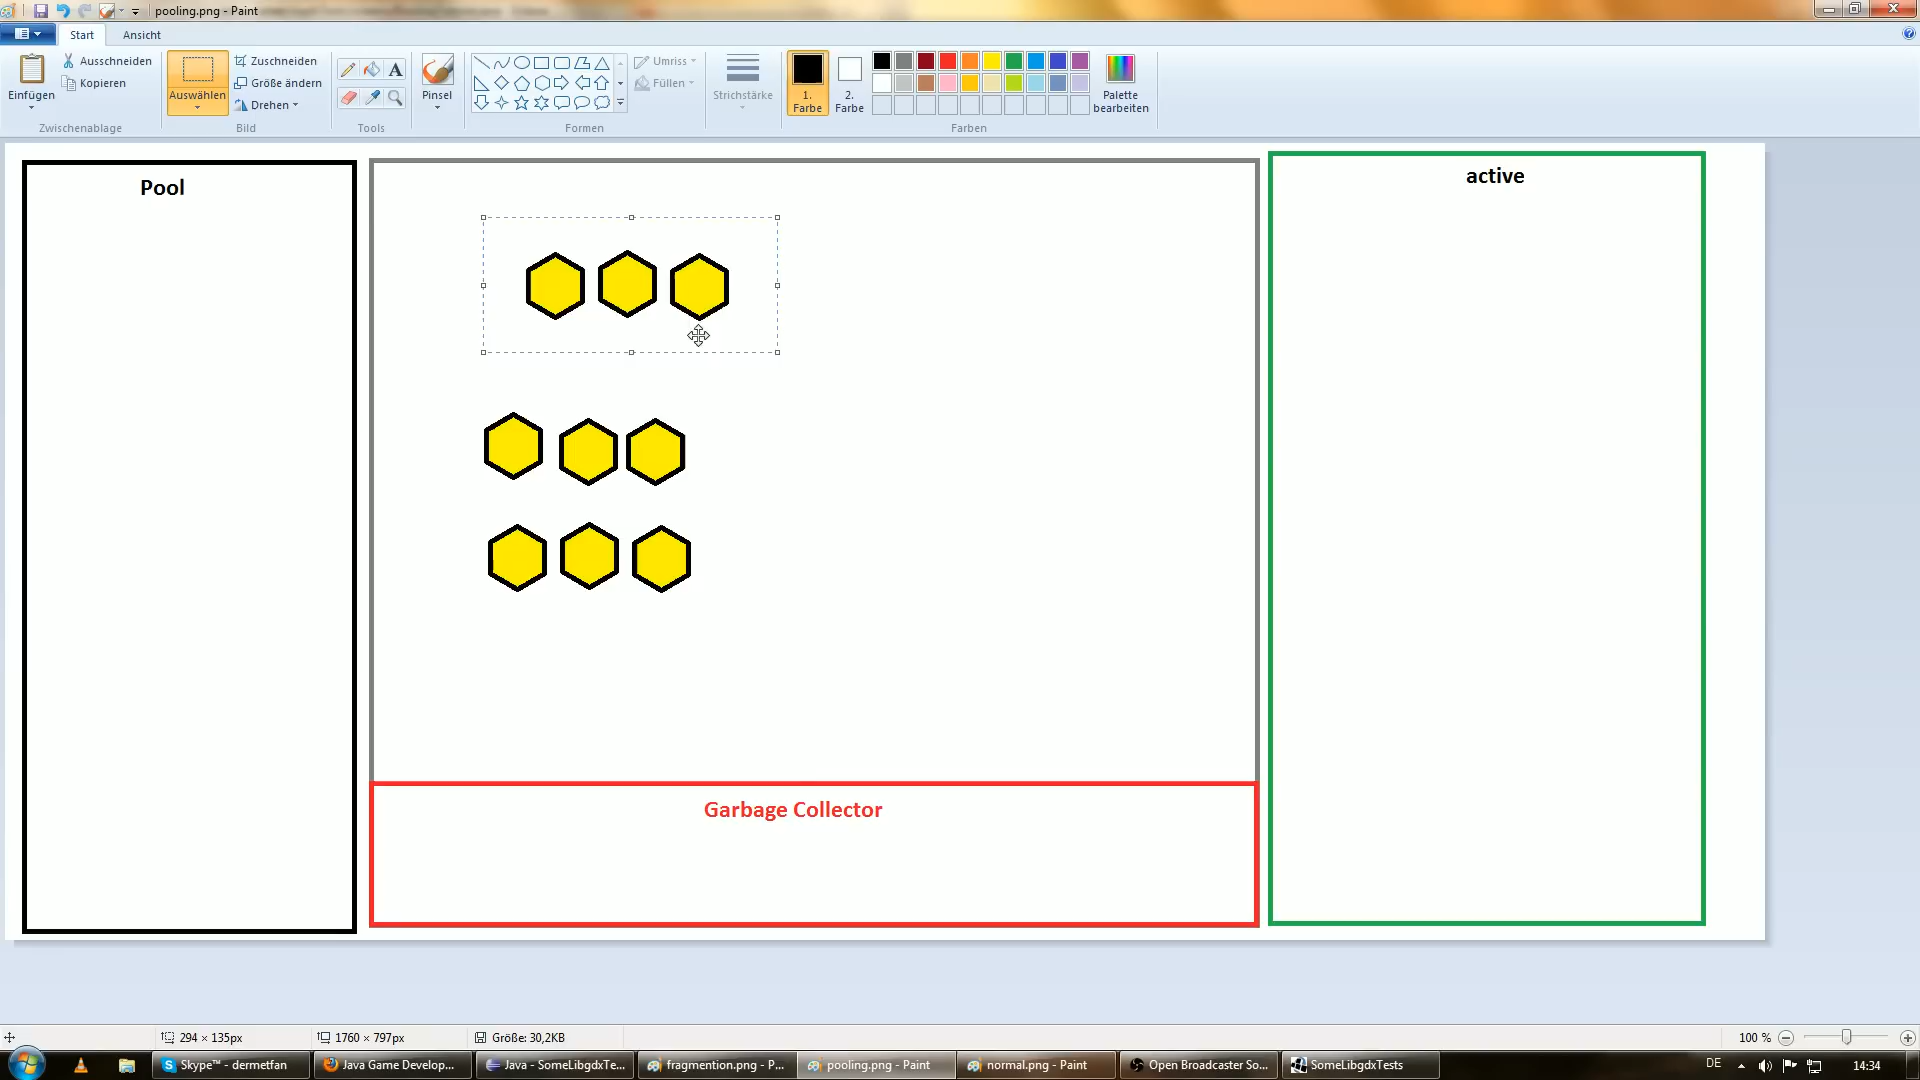 pooling.png - Paint
Start
Ansicht
Einfügen
Ausschneiden
Kopieren
Zwischenablage
Auswählen
Zuschneiden
Größe ändern
Drehen
Bild
Tools
Pinsel
Umriss
Füllen
Formen
Strichstärke
1.
Farbe
2.
Farbe
Palette
bearbeiten
Farben
Pool
active
Garbage Collector
294 × 135px
1760 × 797px
Größe: 30,2KB
100 %
Skype™ - dermetfan
Java Game Develop...
Java - SomeLibgdxTe...
fragmention.png - P...
pooling.png - Paint
normal.png - Paint
Open Broadcaster So...
SomeLibgdxTests
DE
14:34